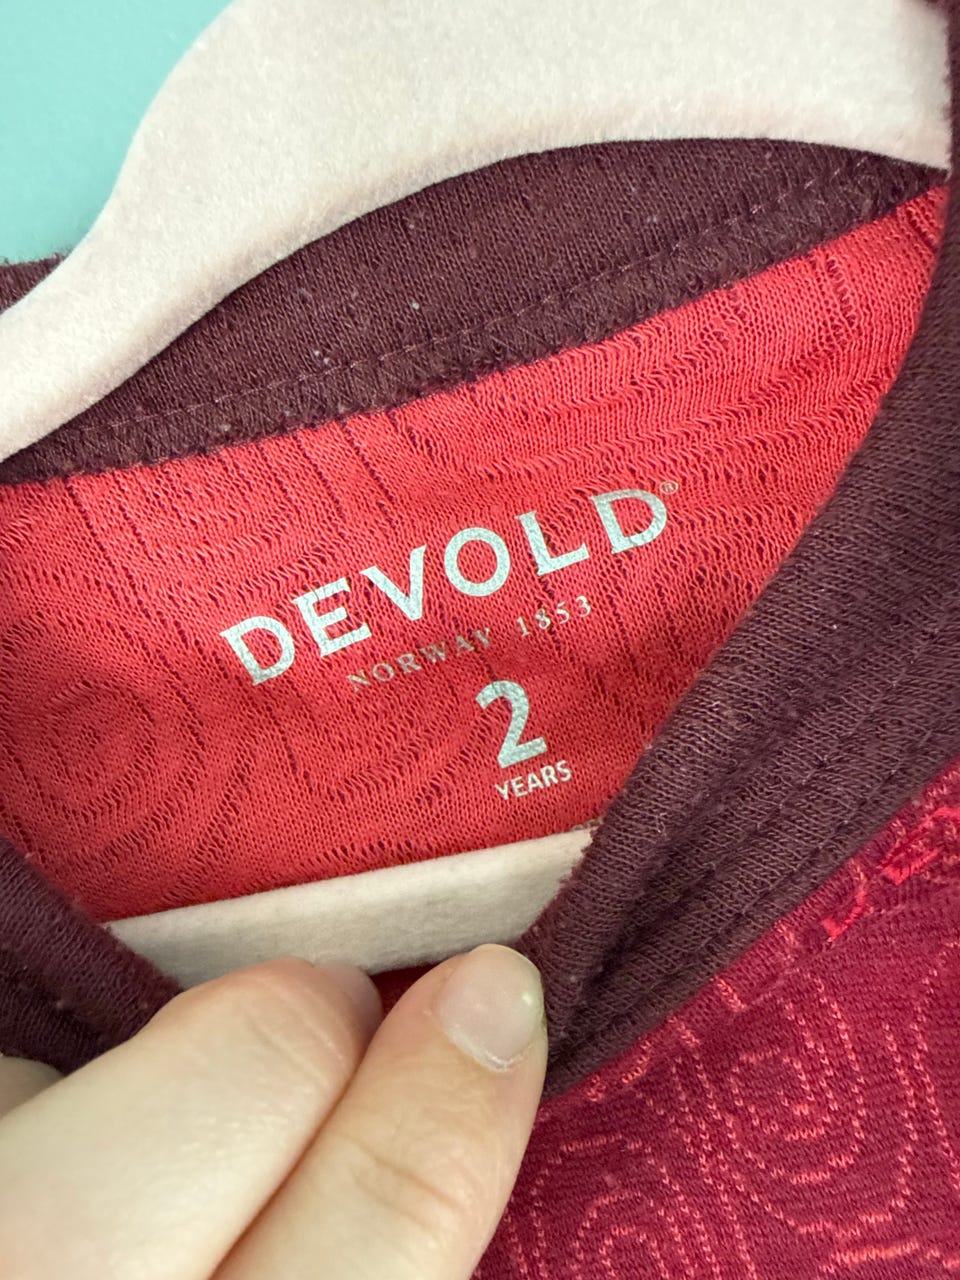 DEVOLD®
NORWAY 1853
2
YEARS